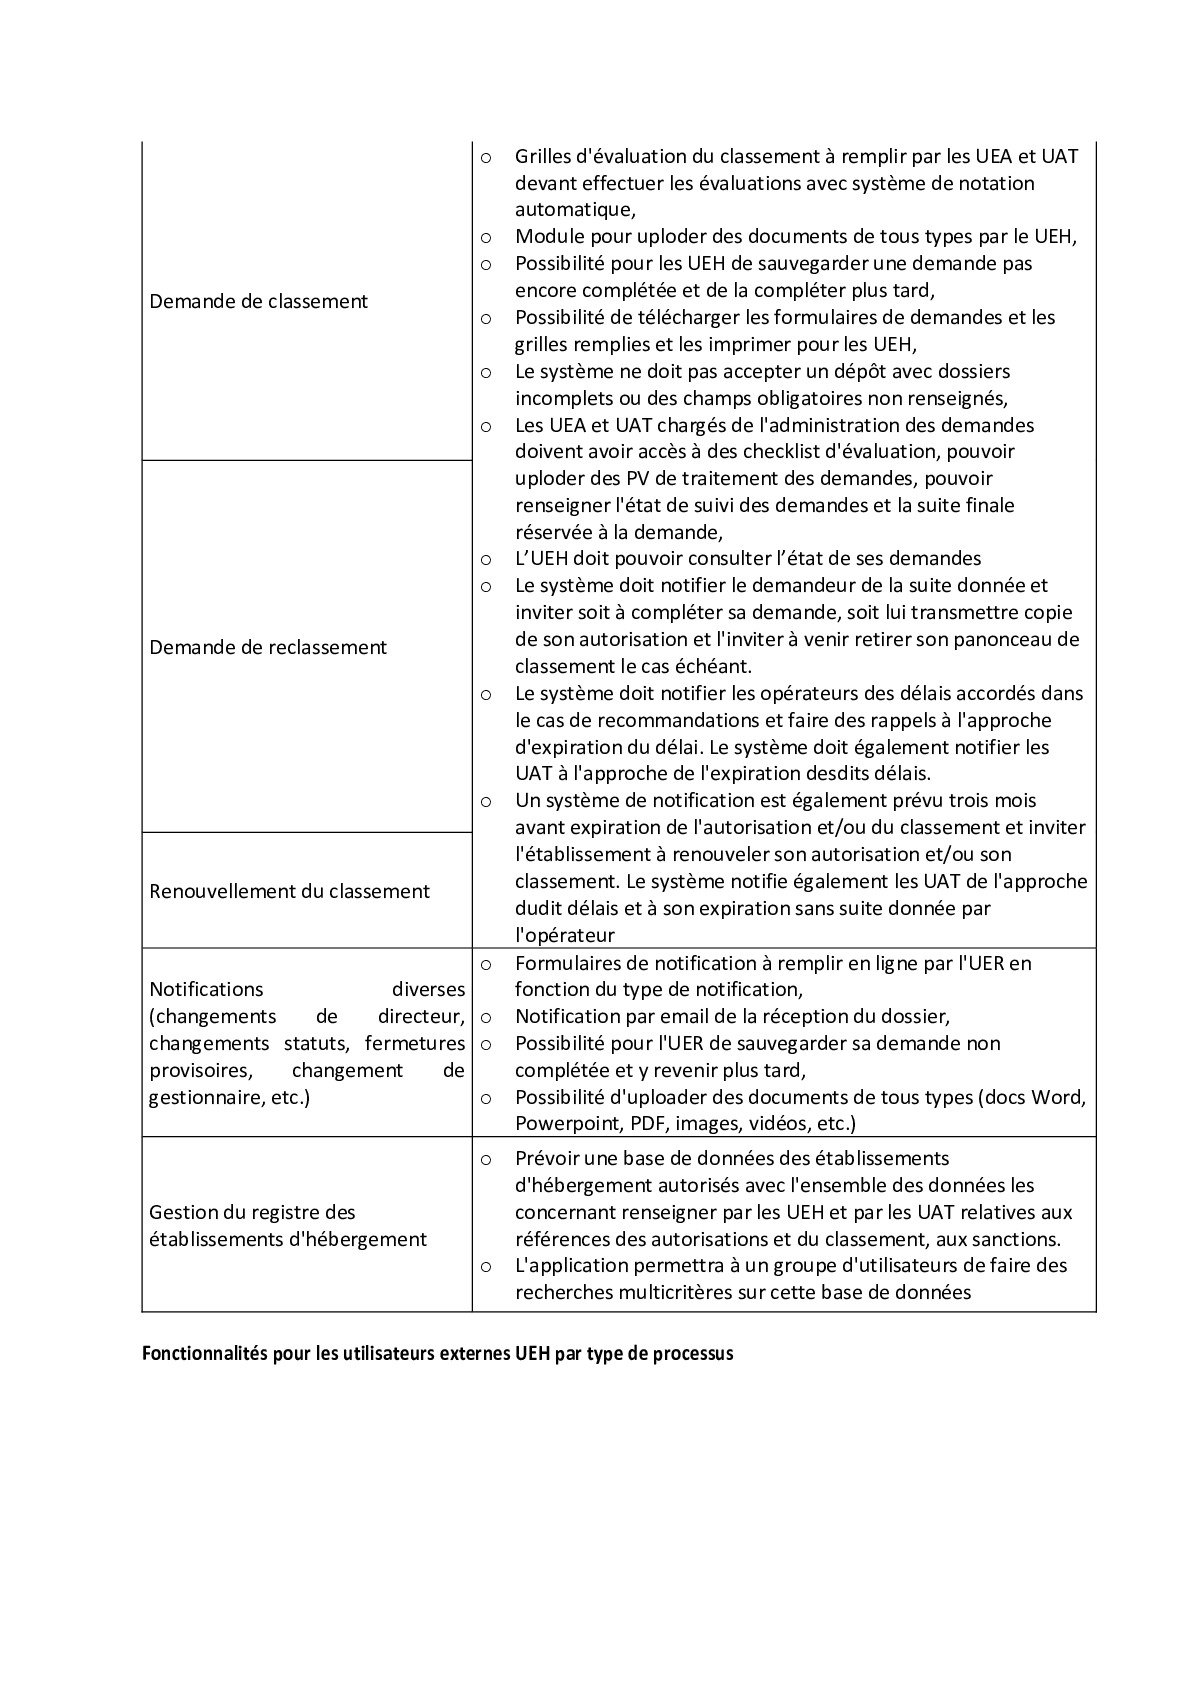 Demande de classement
Demande de reclassement
Renouvellement du classement
o Grilles d'évaluation du classement à remplir par les UEA et UAT
devant effectuer les évaluations avec système de notation
automatique,
o Module pour uploder des documents de tous types par le UEH,
o Possibilité pour les UEH de sauvegarder une demande pas
encore complétée et de la compléter plus tard,
o Possibilité de télécharger les formulaires de demandes et les
grilles remplies et les imprimer pour les UEH,
o Le système ne doit pas accepter un dépôt avec dossiers
incomplets ou des champs obligatoires non renseignés,
o Les UEA et UAT chargés de l'administration des demandes
doivent avoir accès à des checklist d'évaluation, pouvoir
uploder des PV de traitement des demandes, pouvoir
renseigner l'état de suivi des demandes et la suite finale
réservée à la demande,
o L’UEH doit pouvoir consulter l’état de ses demandes
o Le système doit notifier le demandeur de la suite donnée et
inviter soit à compléter sa demande, soit lui transmettre copie
de son autorisation et l'inviter à venir retirer son panonceau de
classement le cas échéant.
o Le système doit notifier les opérateurs des délais accordés dans
le cas de recommandations et faire des rappels à l'approche
d'expiration du délai. Le système doit également notifier les
UAT à l'approche de l'expiration desdits délais.
o Un système de notification est également prévu trois mois
avant expiration de l'autorisation et/ou du classement et inviter
l'établissement à renouveler son autorisation et/ou son
classement. Le système notifie également les UAT de l'approche
dudit délais et à son expiration sans suite donnée par
l'opérateur
Notifications diverses
(changements de directeur,
changements statuts, fermetures
provisoires, changement de
gestionnaire, etc.)
o Formulaires de notification à remplir en ligne par l'UER en
fonction du type de notification,
o Notification par email de la réception du dossier,
o Possibilité pour l'UER de sauvegarder sa demande non
complétée et y revenir plus tard,
o Possibilité d'uploader des documents de tous types (docs Word,
Powerpoint, PDF, images, vidéos, etc.)
Gestion du registre des
établissements d'hébergement
o Prévoir une base de données des établissements
d'hébergement autorisés avec l'ensemble des données les
concernant renseigner par les UEH et par les UAT relatives aux
références des autorisations et du classement, aux sanctions.
o L'application permettra à un groupe d'utilisateurs de faire des
recherches multicritères sur cette base de données
Fonctionnalités pour les utilisateurs externes UEH par type de processus